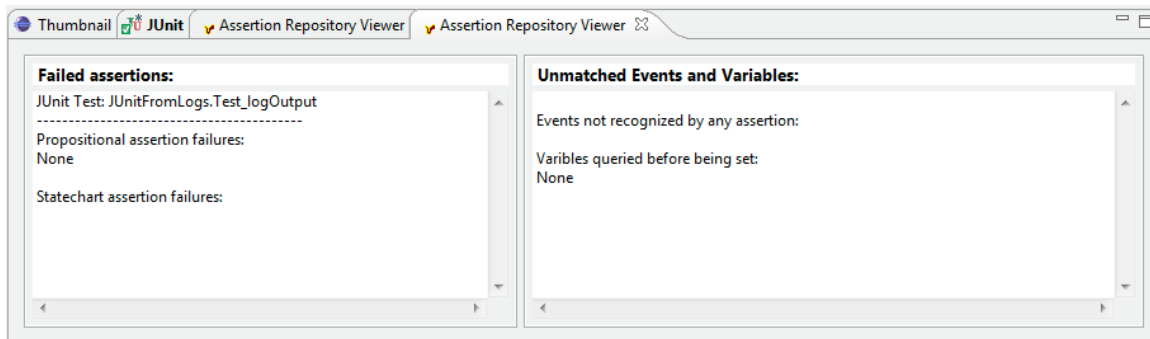 Thumbnail JUnit Assertion Repository Viewer Assertion Repository Viewer
Failed assertions:
JUnit Test: JUnitFromLogs.Test_logOutput
------------------------------------------
Propositional assertion failures:
None
Statechart assertion failures:
Unmatched Events and Variables:
Events not recognized by any assertion:
Varibles queried before being set:
None